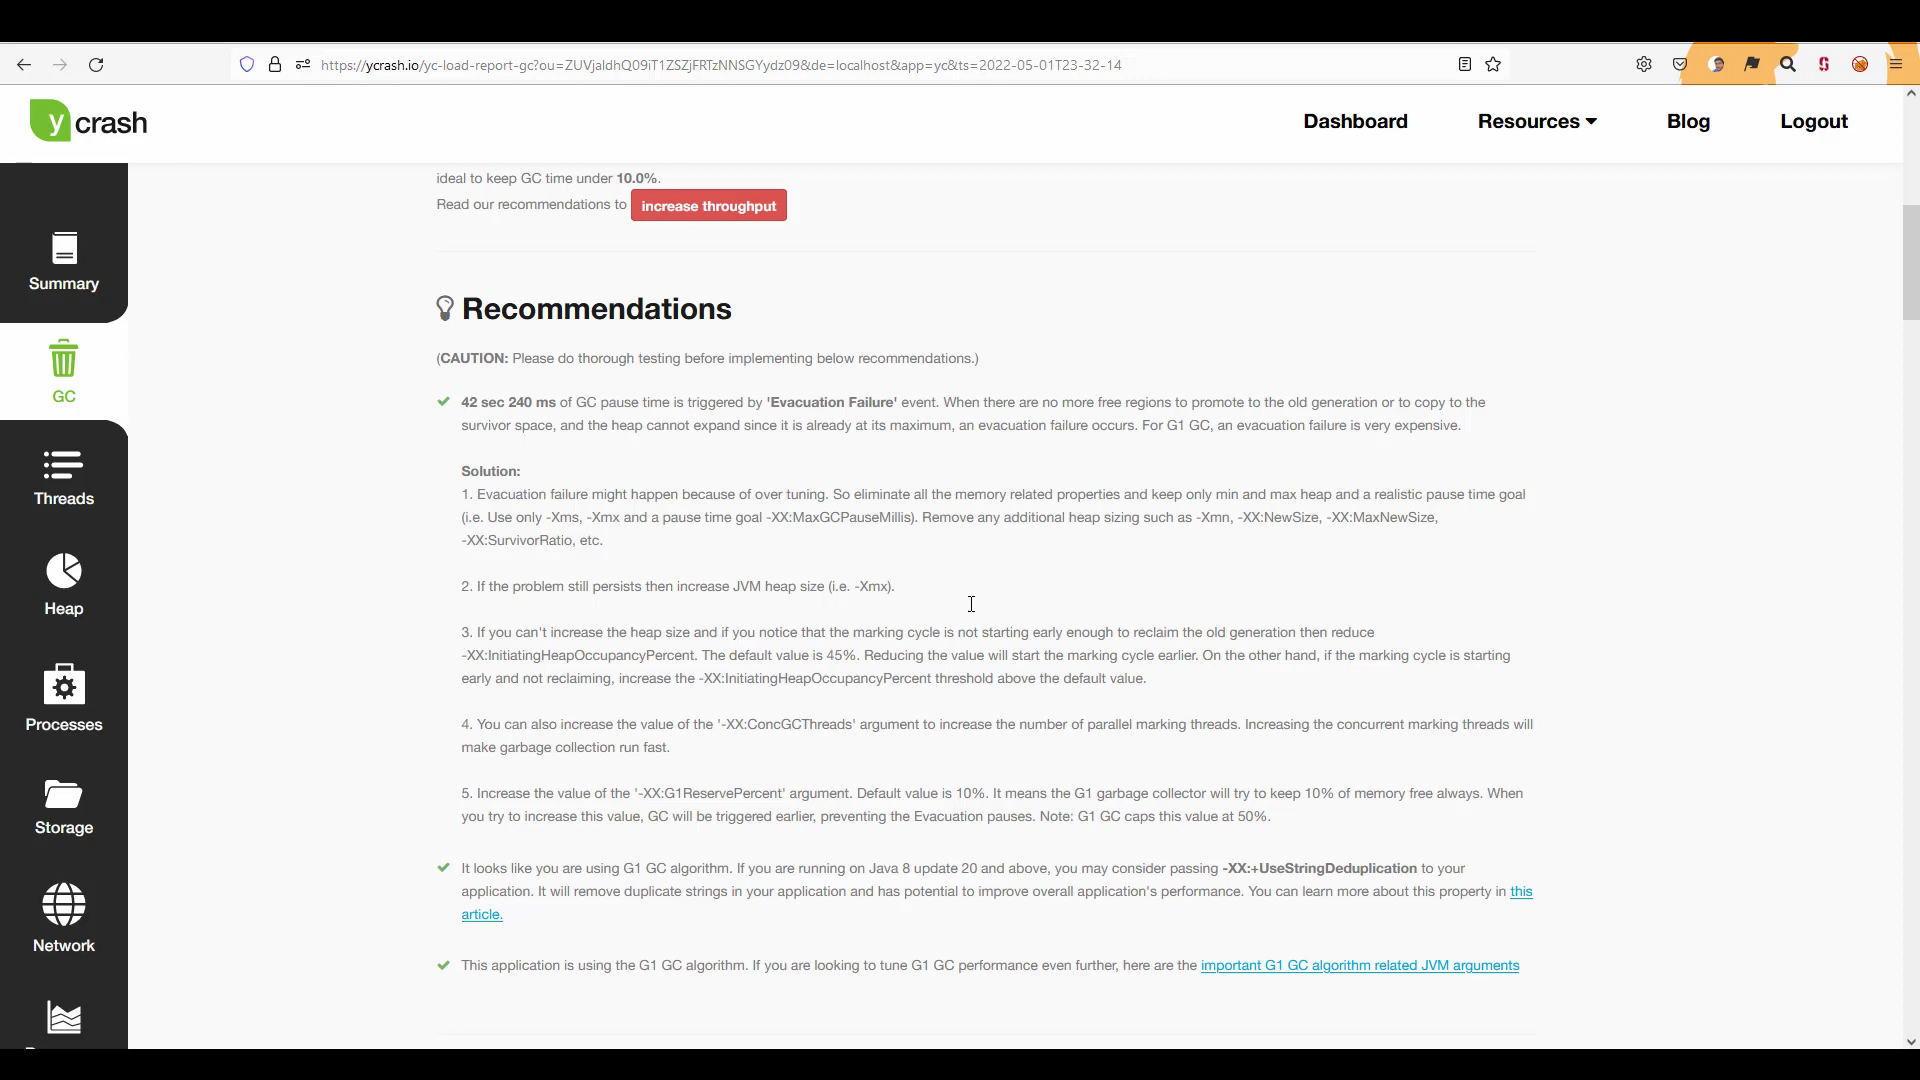 https://ycrash.io/yc-load-report-gc?ou=ZUVjaldhQ09iT1ZSZjFRTzNNSGYydz09&de=localhost&app=yc&ts=2022-05-01T23-32-14
ycrash
Dashboard
Resources
Blog
Logout
ideal to keep GC time under 10.0%.
Read our recommendations to increase throughput
Summary
GC
Threads
Heap
Processes
Storage
Network
Recommendations
(CAUTION: Please do thorough testing before implementing below recommendations.)
42 sec 240 ms of GC pause time is triggered by 'Evacuation Failure' event. When there are no more free regions to promote to the old generation or to copy to the
survivor space, and the heap cannot expand since it is already at its maximum, an evacuation failure occurs. For G1 GC, an evacuation failure is very expensive.
Solution:
1. Evacuation failure might happen because of over tuning. So eliminate all the memory related properties and keep only min and max heap and a realistic pause time goal
(i.e. Use only -Xms, -Xmx and a pause time goal -XX:MaxGCPauseMillis). Remove any additional heap sizing such as -Xmn, -XX:NewSize, -XX:MaxNewSize,
-XX:SurvivorRatio, etc.
2. If the problem still persists then increase JVM heap size (i.e. -Xmx).
3. If you can't increase the heap size and if you notice that the marking cycle is not starting early enough to reclaim the old generation then reduce
-XX:InitiatingHeapOccupancyPercent. The default value is 45%. Reducing the value will start the marking cycle earlier. On the other hand, if the marking cycle is starting
early and not reclaiming, increase the -XX:InitiatingHeapOccupancyPercent threshold above the default value.
4. You can also increase the value of the '-XX:ConcGCThreads' argument to increase the number of parallel marking threads. Increasing the concurrent marking threads will
make garbage collection run fast.
5. Increase the value of the '-XX:G1ReservePercent' argument. Default value is 10%. It means the G1 garbage collector will try to keep 10% of memory free always. When
you try to increase this value, GC will be triggered earlier, preventing the Evacuation pauses. Note: G1 GC caps this value at 50%.
It looks like you are using G1 GC algorithm. If you are running on Java 8 update 20 and above, you may consider passing -XX:+UseStringDeduplication to your
application. It will remove duplicate strings in your application and has potential to improve overall application's performance. You can learn more about this property in this
article.
This application is using the G1 GC algorithm. If you are looking to tune G1 GC performance even further, here are the important G1 GC algorithm related JVM arguments